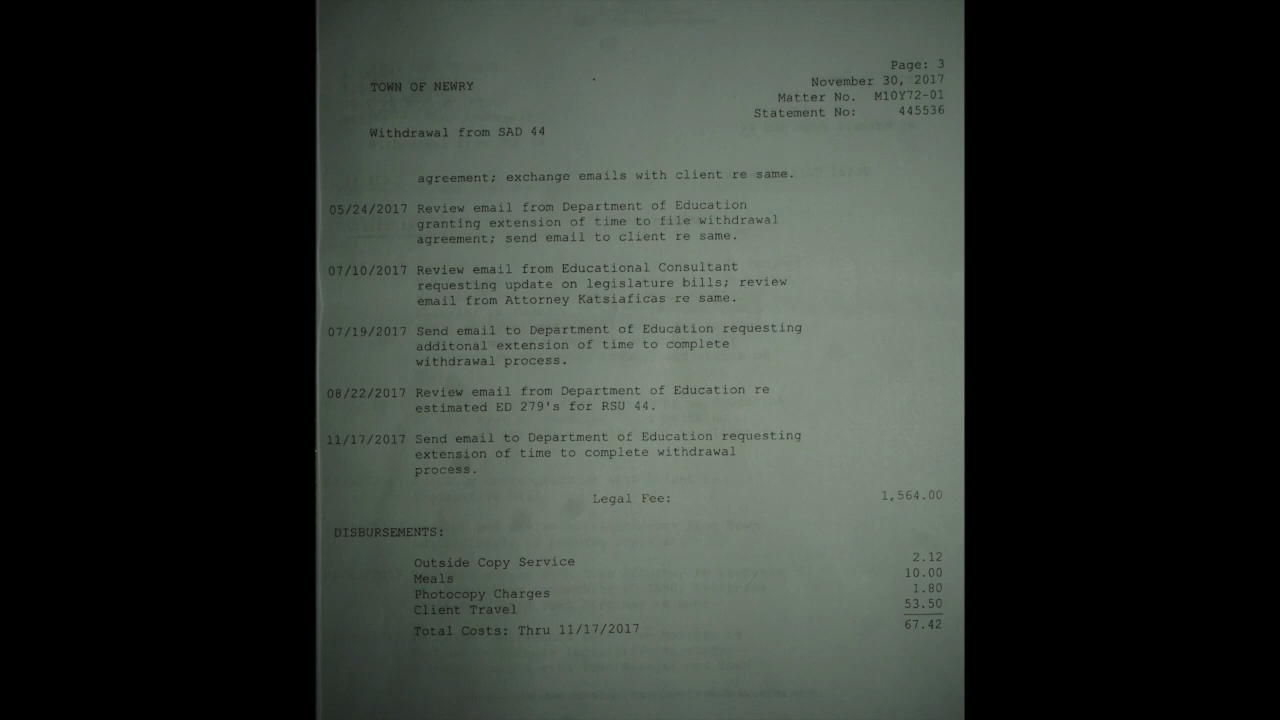 Page: 3
TOWN OF NEWRY
November 30, 2017
Matter No. M10Y72-01
Statement No: 445536
Withdrawal from SAD 44
agreement; exchange emails with client re same.
05/24/2017 Review email from Department of Education
granting extension of time to file withdrawal
agreement; send email to client re same.
07/10/2017 Review email from Educational Consultant
requesting update on legislature bills; review
email from Attorney Katsiaficas re same.
07/19/2017 Send email to Department of Education requesting
additonal extension of time to complete
withdrawal process.
08/22/2017 Review email from Department of Education re
estimated ED 279's for RSU 44.
11/17/2017 Send email to Department of Education requesting
extension of time to complete withdrawal
process.
Legal Fee: 1,564.00
DISBURSEMENTS:
Outside Copy Service 2.12
Meals 10.00
Photocopy Charges 1.80
Client Travel 53.50
Total Costs: Thru 11/17/2017 67.42